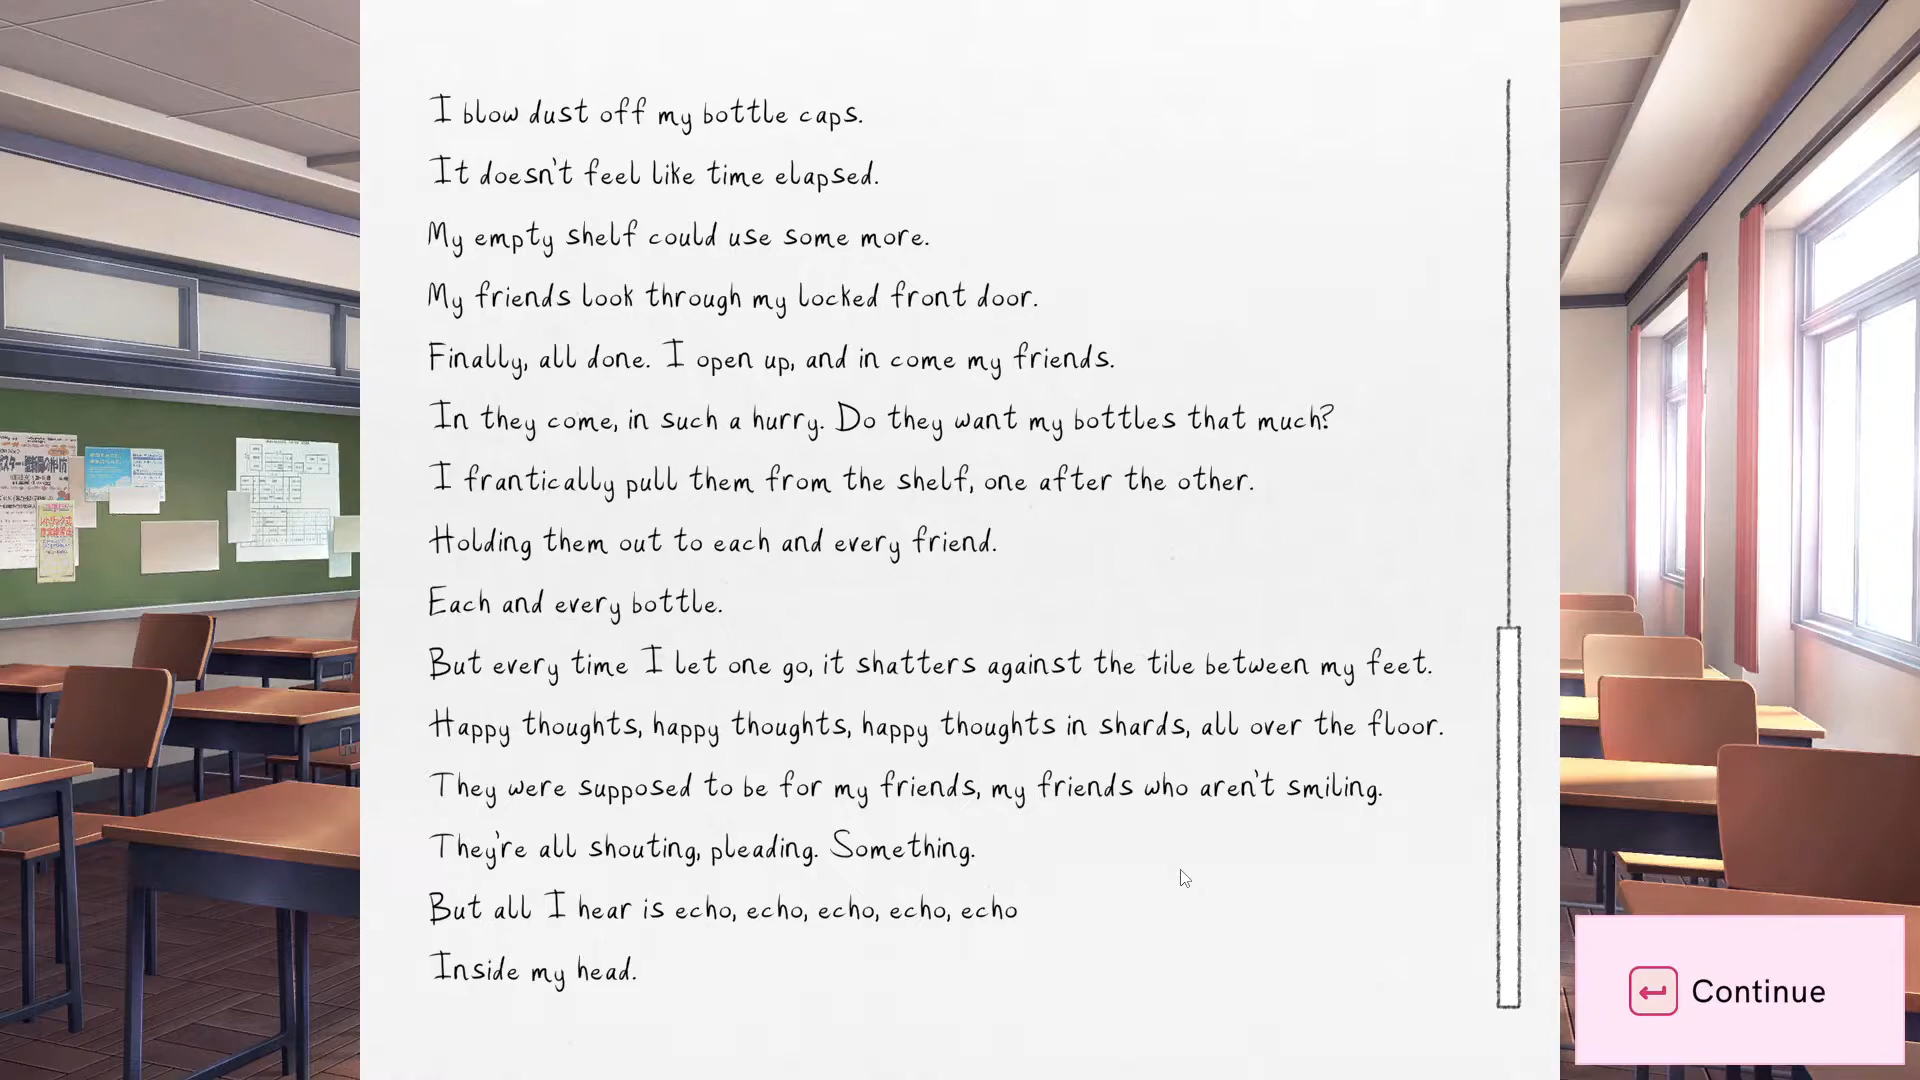 I blow dust off my bottle caps.
It doesn't feel like time elapsed.
My empty shelf could use some more.
My friends look through my locked front door.
Finally, all done. I open up, and in come my friends.
In they come, in such a hurry. Do they want my bottles that much?
I frantically pull them from the shelf, one after the other.
Holding them out to each and every friend.
Each and every bottle.
But every time I let one go, it shatters against the tile between my feet.
Happy thoughts, happy thoughts, happy thoughts in shards, all over the floor.
They were supposed to be for my friends, my friends who aren't smiling.
They're all shouting, pleading. Something.
But all I hear is echo, echo, echo, echo, echo
Inside my head.
Continue